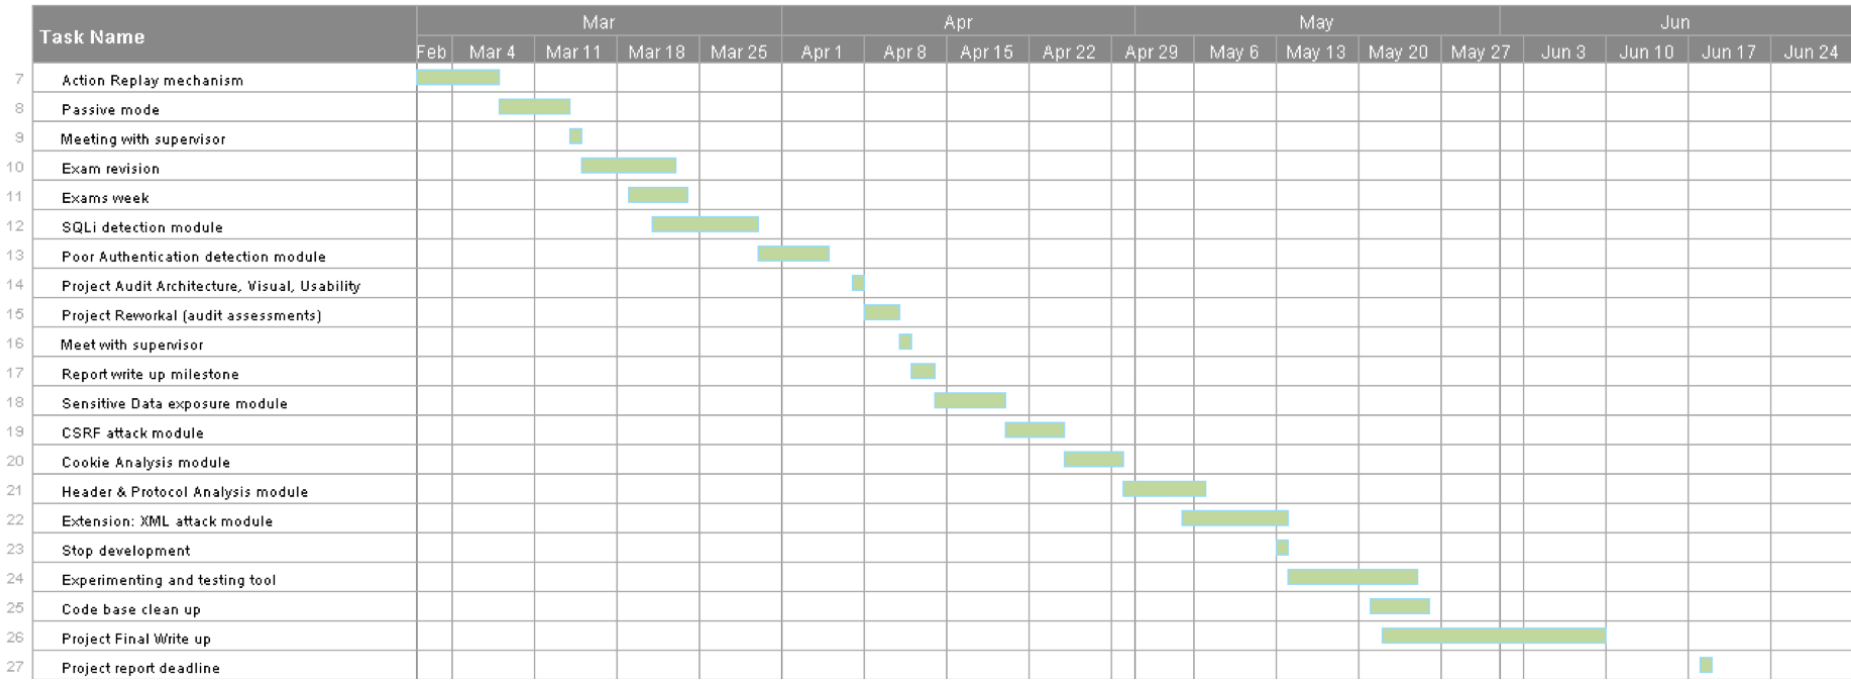 Mar Apr May Jun
Task Name
Feb Mar 4 Mar 11 Mar 18 Mar 25 Apr 1 Apr 8 Apr 15 Apr 22 Apr 29 May 6 May 13 May 20 May 27 Jun 3 Jun 10 Jun 17 Jun 24
7 Action Replay mechanism
8 Passive mode
9 Meeting with supervisor
10 Exam revision
11 Exams week
12 SQLi detection module
13 Poor Authentication detection module
14 Project Audit Architecture, Visual, Usability
15 Project Reworkal (audit assessments)
16 Meet with supervisor
17 Report write up milestone
18 Sensitive Data exposure module
19 CSRF attack module
20 Cookie Analysis module
21 Header & Protocol Analysis module
22 Extension: XML attack module
23 Stop development
24 Experimenting and testing tool
25 Code base clean up
26 Project Final Write up
27 Project report deadline